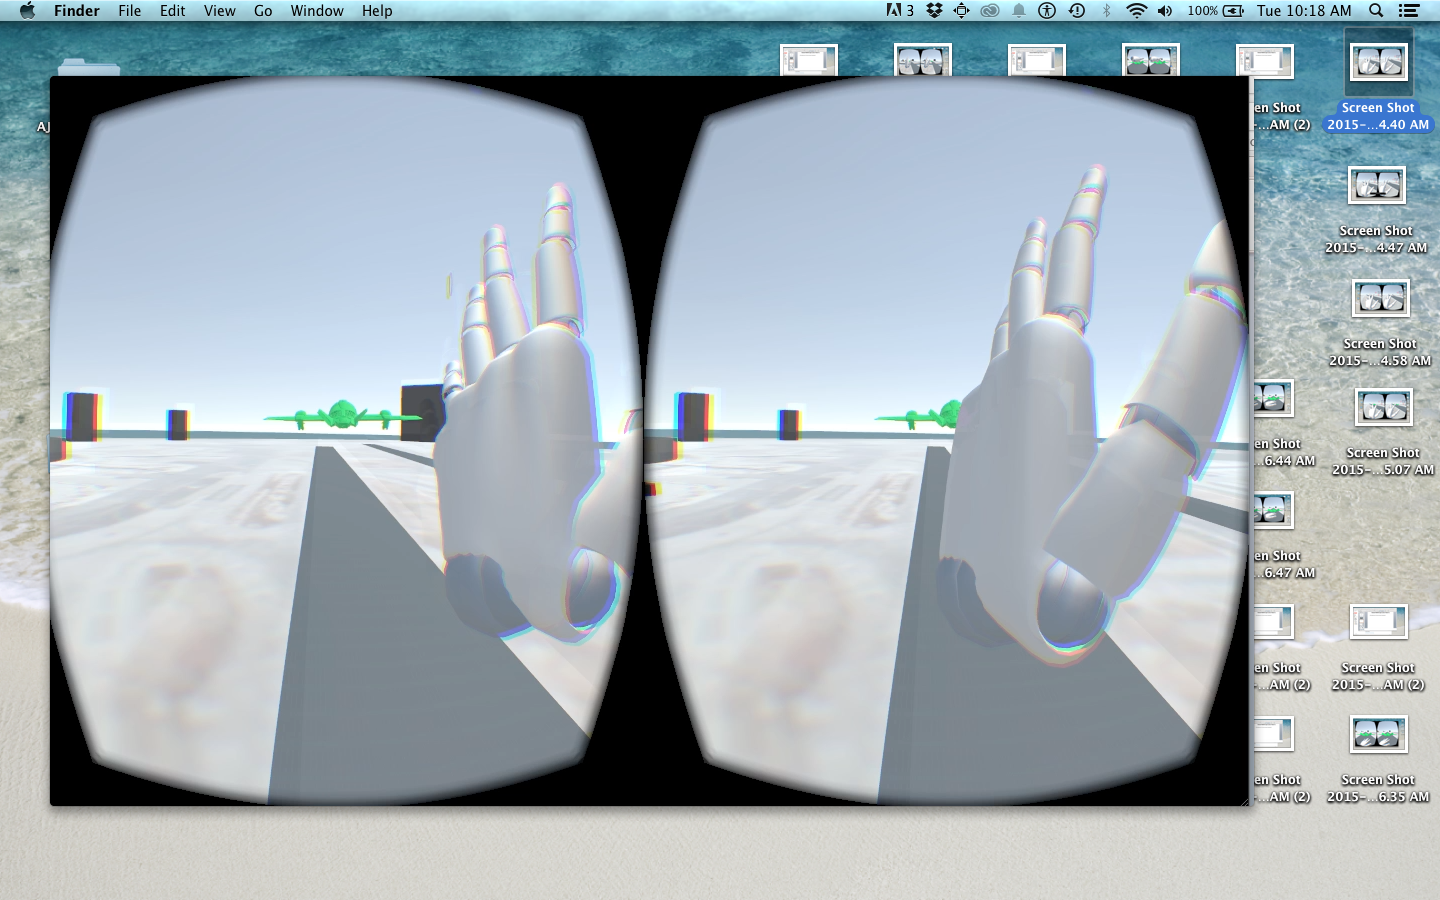 Finder File Edit View Go Window Help
3 100% Tue 10:18 AM
AJ
en Shot
-...AM (2)
Screen Shot
2015-...4.40 AM
Screen Shot
2015-...4.47 AM
Screen Shot
2015-...4.58 AM
en Shot
...6.44 AM
Screen Shot
2015-...5.07 AM
en Shot
...6.47 AM
en Shot
-...AM (2)
Screen Shot
2015-...AM (2)
en Shot
-...AM (2)
Screen Shot
2015-...6.35 AM